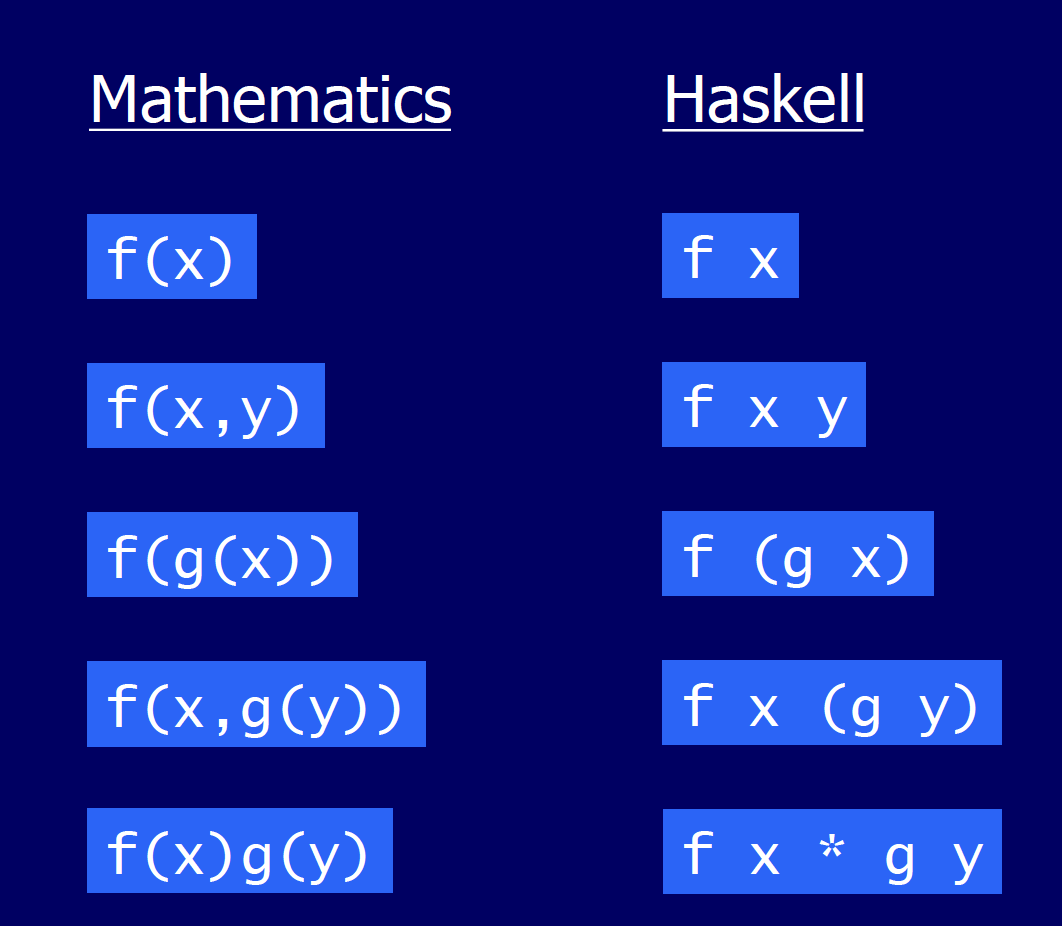 Mathematics Haskell
f(x) f x
f(x,y) f x y
f(g(x)) f (g x)
f(x,g(y)) f x (g y)
f(x)g(y) f x * g y